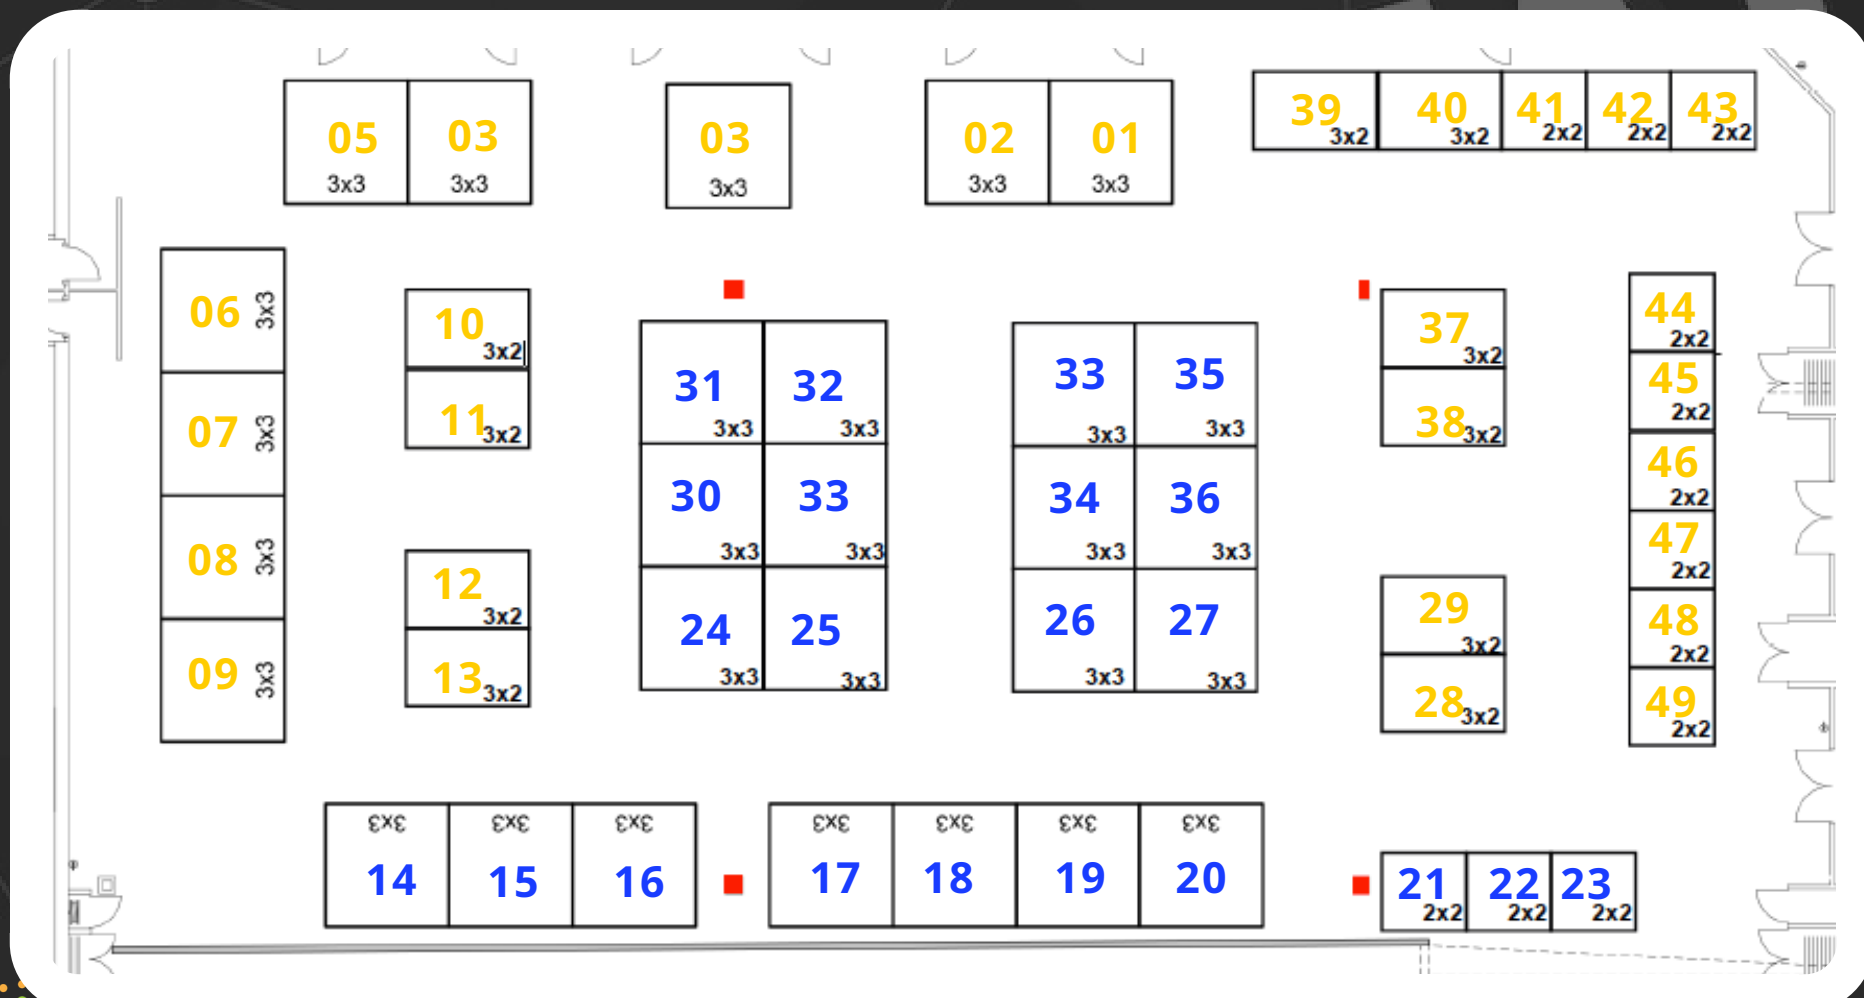 05 03 03 02 01
3x3 3x3 3x3 3x3 3x3
39 40 41 42 43
3x2 3x2 2x2 2x2 2x2
06 3x3
07 3x3
08 3x3
09 3x3
10
3x2
11 3x2
12
3x2
13 3x2
31 32
3x3 3x3
30 33
3x3 3x3
24 25
3x3 3x3
33 35
3x3 3x3
34 36
3x3 3x3
26 27
3x3 3x3
37
3x2
38 3x2
29
3x2
28 3x2
44
2x2
45
2x2
46
2x2
47
2x2
48
2x2
49
2x2
3x3 3x3 3x3 3x3 3x3 3x3 3x3
14 15 16 17 18 19 20
21 22 23
2x2 2x2 2x2